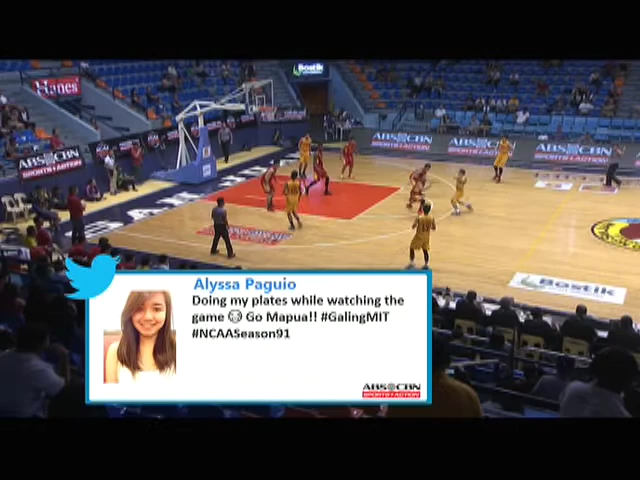 Hanes
Bostik
ABS CBN
SPORTS+ACTION
ABS CBN
SPORTS+ACTION
ABS CBN
SPORTS+ACTION
ABS CBN
SPORTS+ACTION
Bostik
Alyssa Paguio
Doing my plates while watching the
game Go Mapua!! #GalingMIT
#NCAASeason91
ABS CBN
SPORTS+ACTION